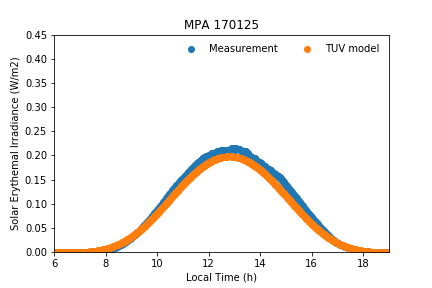 MPA 170125
Measurement
TUV model
Solar Erythemal Irradiance (W/m2)
0.45
0.40
0.35
0.30
0.25
0.20
0.15
0.10
0.05
0.00
6 8 10 12 14 16 18
Local Time (h)